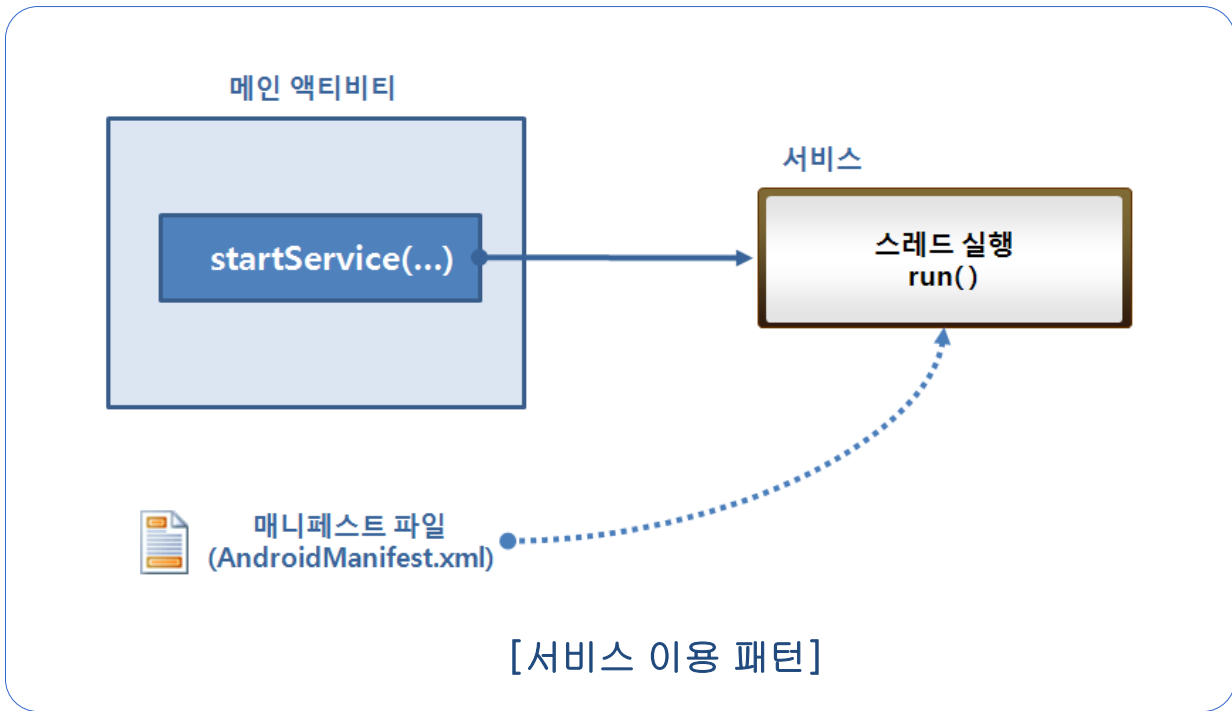 메인 액티비티
startService(...)
서비스
스레드 실행
run( )
매니페스트 파일
(AndroidManifest.xml)
[서비스 이용 패턴]